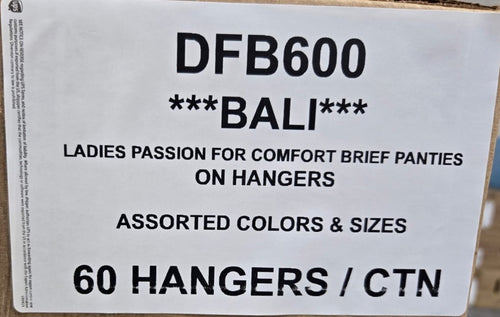 DFB600
***BALI***
LADIES PASSION FOR COMFORT BRIEF PANTIES
ON HANGERS
ASSORTED COLORS & SIZES
60 HANGERS / CTN